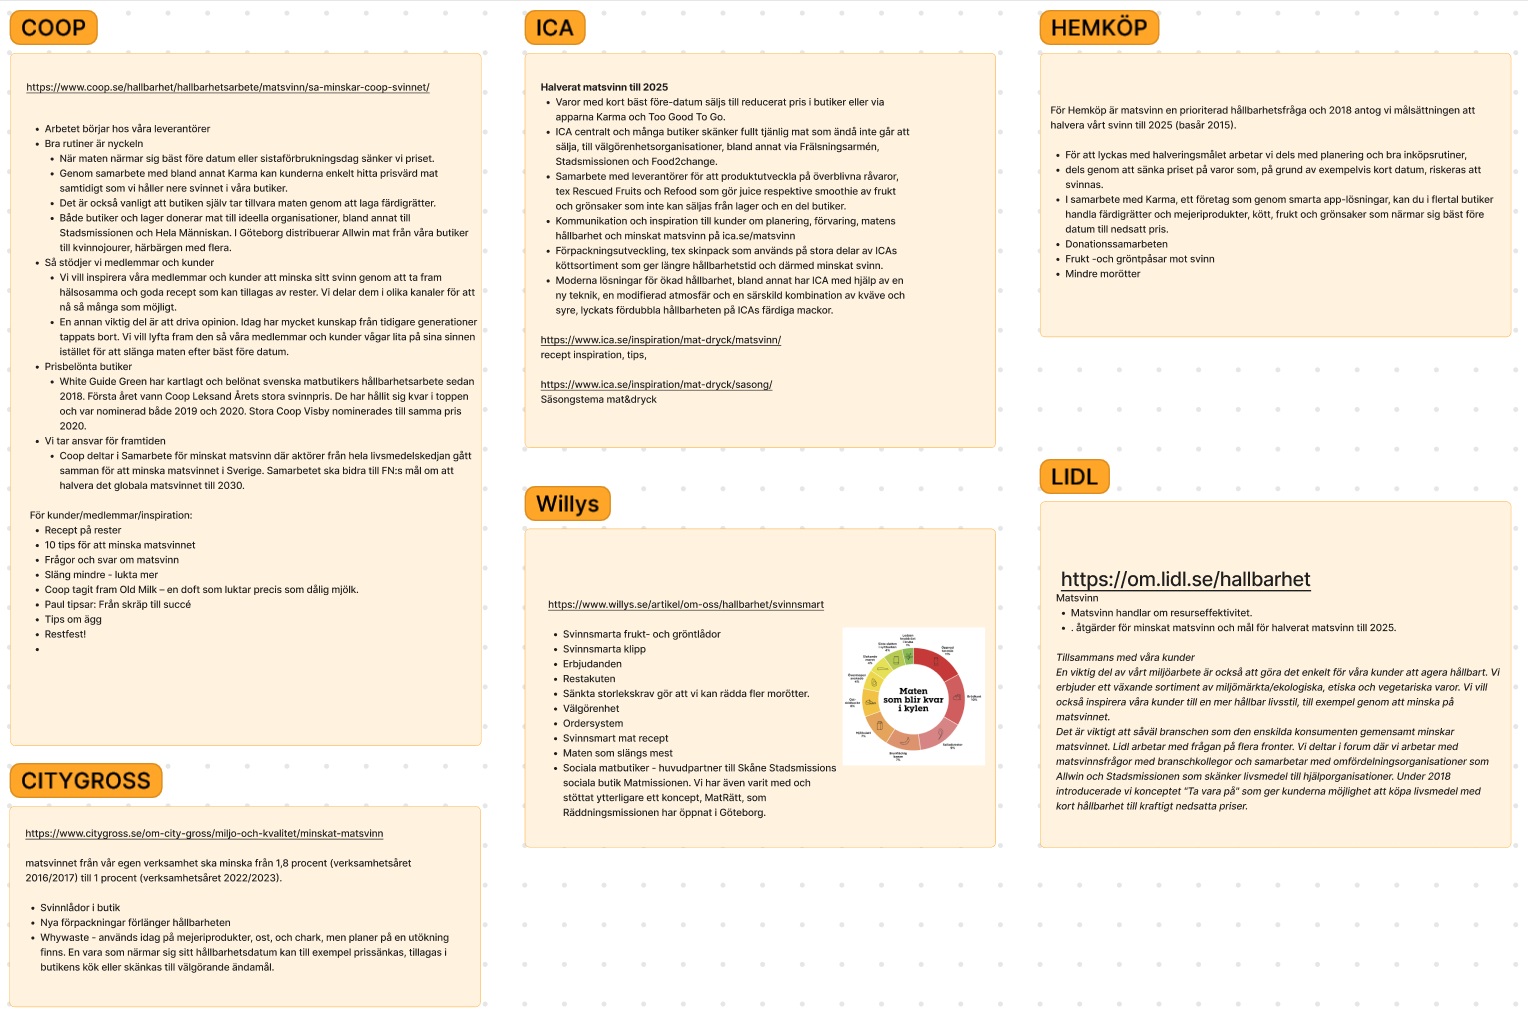 COOP
https://www.coop.se/hallbarhet/hallbarhetsarbete/matsvinn/sa-minskar-coop-svinnet/
• Arbetet börjar hos våra leverantörer
• Bra rutiner är nyckeln
• När maten närmar sig bäst före datum eller sistaförbrukningsdag sänker vi priset.
• Genom samarbete med bland annat Karma kan kunderna enkelt hitta prisvärd mat
samtidigt som vi håller nere svinnet i våra butiker.
• Det är också vanligt att butiken själv tar tillvara maten genom att laga färdigrätter.
• Både butiker och lager donerar mat till ideella organisationer, bland annat till
Stadsmissionen och Hela Människan. I Göteborg distribuerar Allwin mat från våra butiker
till kvinnojourer, härbärgen med flera.
• Så stödjer vi medlemmar och kunder
• Vi vill inspirera våra medlemmar och kunder att minska sitt svinn genom att ta fram
hälsosamma och goda recept som kan tillagas av rester. Vi delar dem i olika kanaler för att
nå så många som möjligt.
• En annan viktig del är att driva opinion. Idag har mycket kunskap från tidigare generationer
tappats bort. Vi vill lyfta fram den så våra medlemmar och kunder vågar lita på sina sinnen
istället för att slänga maten efter bäst före datum.
• Prisbelönta butiker
• White Guide Green har kartlagt och belönat svenska matbutikers hållbarhetsarbete sedan
2018. Första året vann Coop Leksand Årets stora svinnpris. De har hållit sig kvar i toppen
och var nominerad både 2019 och 2020. Stora Coop Visby nominerades till samma pris
2020.
• Vi tar ansvar för framtiden
• Coop deltar i Samarbete för minskat matsvinn där aktörer från hela livsmedelskedjan gått
samman för att minska matsvinnet i Sverige. Samarbetet ska bidra till FN:s mål om att
halvera det globala matsvinnet till 2030.
För kunder/medlemmar/inspiration:
• Recept på rester
• 10 tips för att minska matsvinnet
• Frågor och svar om matsvinn
• Släng mindre - lukta mer
• Coop tagit fram Old Milk – en doft som luktar precis som dålig mjölk.
• Paul tipsar: Från skräp till succé
• Tips om ägg
• Restfest!
•
CITYGROSS
https://www.citygross.se/om-city-gross/miljo-och-kvalitet/minskat-matsvinn
matsvinnet från vår egen verksamhet ska minska från 1,8 procent (verksamhetsåret
2016/2017) till 1 procent (verksamhetsåret 2022/2023).
• Svinnlådor i butik
• Nya förpackningar förlänger hållbarheten
• Whywaste - används idag på mejeriprodukter, ost, och chark, men planer på en utökning
finns. En vara som närmar sig sitt hållbarhetsdatum kan till exempel prissänkas, tillagas i
butikens kök eller skänkas till välgörande ändamål.
ICA
Halverat matsvinn till 2025
• Varor med kort bäst före-datum säljs till reducerat pris i butiker eller via
apparna Karma och Too Good To Go.
• ICA centralt och många butiker skänker fullt tjänlig mat som ändå inte går att
sälja, till välgörenhetsorganisationer, bland annat via Frälsningsarmén,
Stadsmissionen och Food2change.
• Samarbete med leverantörer för att produktutveckla på överblivna råvaror,
tex Rescued Fruits och Refood som gör juice respektive smoothie av frukt
och grönsaker som inte kan säljas från lager och en del butiker.
• Kommunikation och inspiration till kunder om planering, förvaring, matens
hållbarhet och minskat matsvinn på ica.se/matsvinn
• Förpackningsutveckling, tex skinpack som används på stora delar av ICAs
köttsortiment som ger längre hållbarhetstid och därmed minskat svinn.
• Moderna lösningar för ökad hållbarhet, bland annat har ICA med hjälp av en
ny teknik, en modifierad atmosfär och en särskild kombination av kväve och
syre, lyckats fördubbla hållbarheten på ICAs färdiga mackor.
https://www.ica.se/inspiration/mat-dryck/matsvinn/
recept inspiration, tips,
https://www.ica.se/inspiration/mat-dryck/sasong/
Säsongstema mat&dryck
Willys
https://www.willys.se/artikel/om-oss/hallbarhet/svinnsmart
• Svinnsmarta frukt- och gröntlådor
• Svinnsmarta klipp
• Erbjudanden
• Restakuten
• Sänkta storlekskrav gör att vi kan rädda fler morötter.
• Välgörenhet
• Ordersystem
• Svinnsmart mat recept
• Maten som slängs mest
• Sociala matbutiker - huvudpartner till Skåne Stadsmissions
sociala butik Matmissionen. Vi har även varit med och
stöttat ytterligare ett koncept, MatRätt, som
Räddningsmissionen har öppnat i Göteborg.
Maten
som blir kvar
i kylen
HEMKÖP
För Hemköp är matsvinn en prioriterad hållbarhetsfråga och 2018 antog vi målsättningen att
halvera vårt svinn till 2025 (basår 2015).
• För att lyckas med halveringsmålet arbetar vi dels med planering och bra inköpsrutiner,
• dels genom att sänka priset på varor som, på grund av exempelvis kort datum, riskeras att
svinnas.
• I samarbete med Karma, ett företag som genom smarta app-lösningar, kan du i flertal butiker
handla färdigrätter och mejeriprodukter, kött, frukt och grönsaker som närmar sig bäst före
datum till nedsatt pris.
• Donationssamarbeten
• Frukt -och gröntpåsar mot svinn
• Mindre morötter
LIDL
https://om.lidl.se/hallbarhet
Matsvinn
• Matsvinn handlar om resurseffektivitet.
• . åtgärder för minskat matsvinn och mål för halverat matsvinn till 2025.
Tillsammans med våra kunder
En viktig del av vårt miljöarbete är också att göra det enkelt för våra kunder att agera hållbart. Vi
erbjuder ett växande sortiment av miljömärkta/ekologiska, etiska och vegetariska varor. Vi vill
också inspirera våra kunder till en mer hållbar livsstil, till exempel genom att minska på
matsvinnet.
Det är viktigt att såväl branschen som den enskilda konsumenten gemensamt minskar
matsvinnet. Lidl arbetar med frågan på flera fronter. Vi deltar i forum där vi arbetar med
matsvinnsfrågor med branschkollegor och samarbetar med omfördelningsorganisationer som
Allwin och Stadsmissionen som skänker livsmedel till hjälporganisationer. Under 2018
introducerade vi konceptet "Ta vara på" som ger kunderna möjlighet att köpa livsmedel med
kort hållbarhet till kraftigt nedsatta priser.